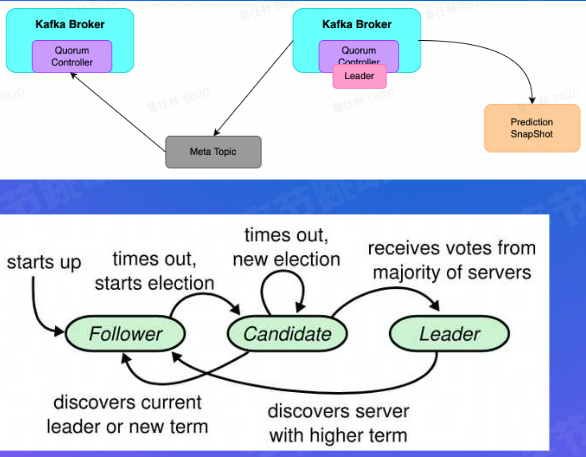 Kafka Broker
Quorum
Controller
Kafka Broker
Quorum
Controller
Leader
Meta Topic
Prediction
SnapShot
starts up
times out,
starts election
times out,
new election
receives votes from
majority of servers
Follower
Candidate
Leader
discovers current
leader or new term
discovers server
with higher term